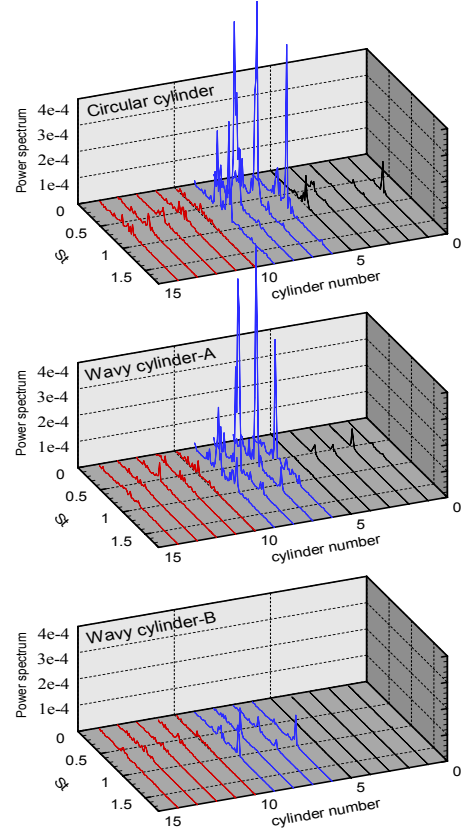 4e-4
Circular cylinder
3e-4
2e-4
1e-4
Power spectrum
0
0.5
1
1.5
St
15
10
5
0
cylinder number
4e-4
Wavy cylinder-A
3e-4
2e-4
1e-4
Power spectrum
0
0.5
1
1.5
St
15
10
5
0
cylinder number
4e-4
Wavy cylinder-B
3e-4
2e-4
1e-4
Power spectrum
0
0.5
1
1.5
St
15
10
5
0
cylinder number